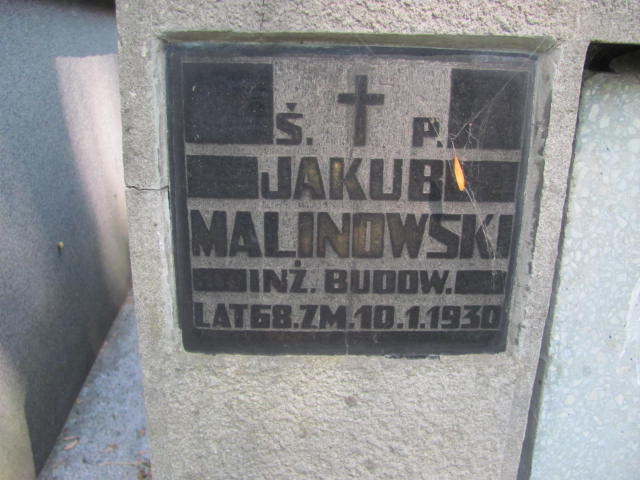 Ś. P.
JAKUB
MALINOWSKI
INŻ. BUDOW.
LAT 68. ZM. 10.1.1930